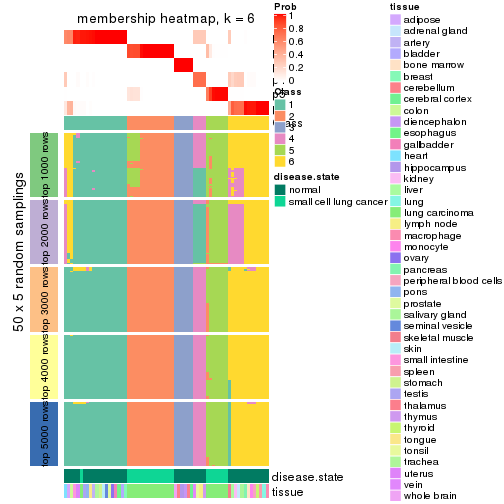 membership heatmap, k = 6
50 x 5 random samplings
top 1000 rows
top 2000 rows
top 3000 rows
top 4000 rows
top 5000 rows
disease.state
tissue
Prob
1
0.8
0.6
0.4
0.2
0
Class
1
2
3
4
5
6
disease.state
normal
small cell lung cancer
tissue
adipose
adrenal gland
artery
bladder
bone marrow
breast
cerebellum
cerebral cortex
colon
diencephalon
esophagus
gallbladder
heart
hippocampus
kidney
liver
lung
lung carcinoma
lymph node
macrophage
monocyte
ovary
pancreas
peripheral blood cells
pons
prostate
salivary gland
seminal vesicle
skeletal muscle
skin
small intestine
spleen
stomach
testis
thalamus
thymus
thyroid
tongue
tonsil
trachea
uterus
vein
whole brain